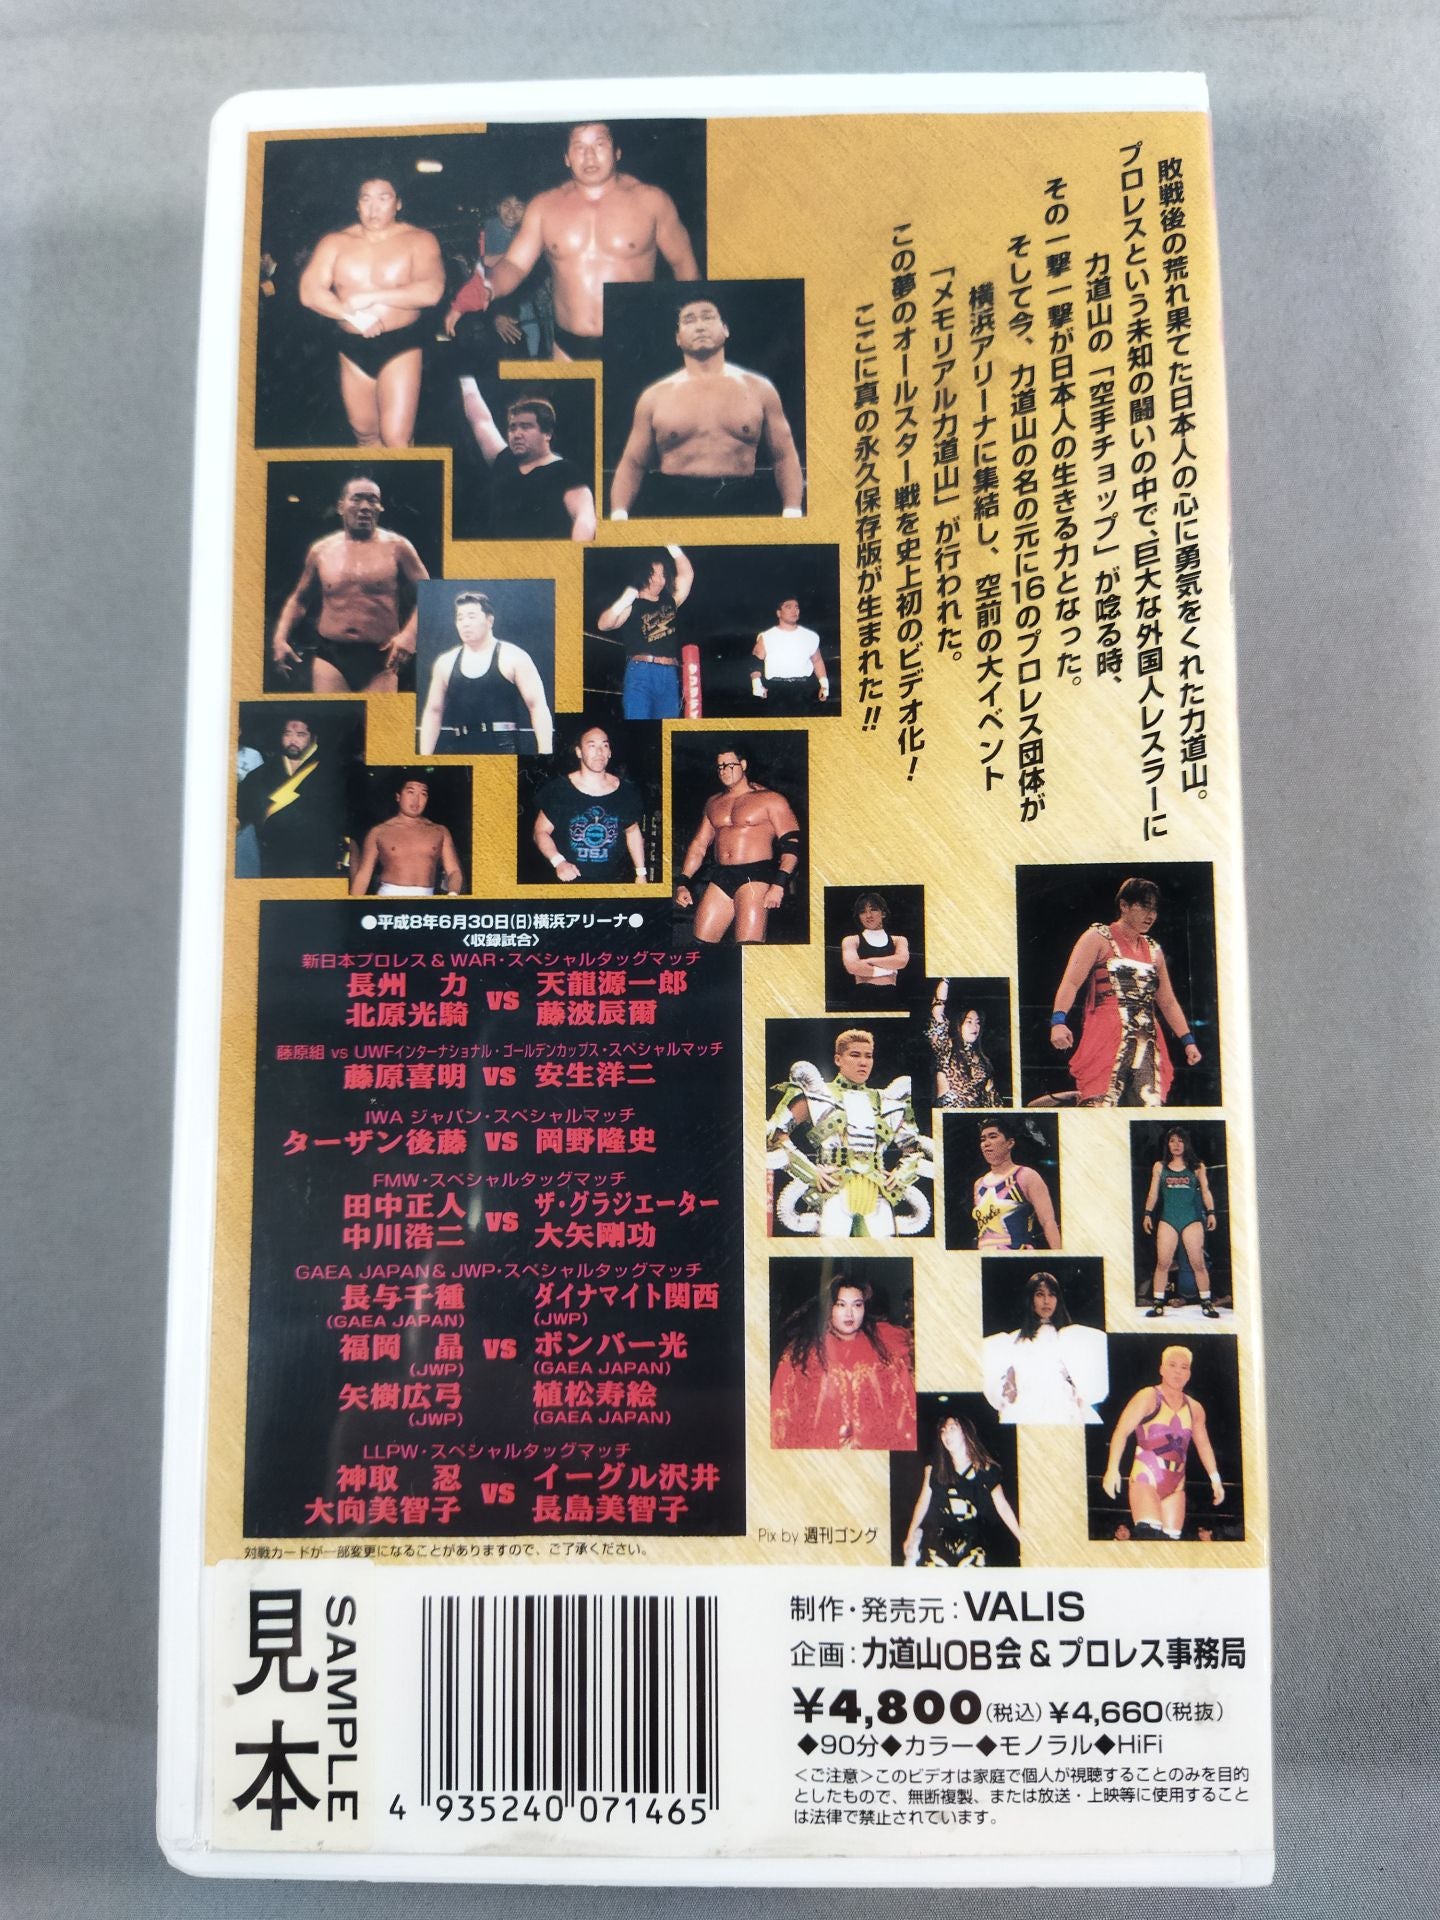 敗戦後の荒れ果てた日本人の心に勇気をくれた力道山。
プロレスという未知の闘いの中で、巨大な外国人レスラーに
力道山の「空手チョップ」が唸る時、
その一撃一撃が日本人の生きる力となった。
そして今、力道山の名の元に16のプロレス団体が
横浜アリーナに集結し、空前の大イベント
「メモリアル力道山」が行われた。
この夢のオールスター戦を史上初のビデオ化!
ここに真の永久保存版が生まれた!!
●平成8年6月30日(日)横浜アリーナ●
〈収録試合〉
新日本プロレス&WAR・スペシャルタッグマッチ
長州 力 vs 天龍源一郎
北原光騎 藤波辰爾
藤原組 vs UWFインターナショナル・ゴールデンカップス・スペシャルマッチ
藤原喜明 vs 安生洋二
IWA ジャパン・スペシャルマッチ
ターザン後藤 vs 岡野隆史
FMW・スペシャルタッグマッチ
田中正人 vs ザ・グラジエーター
中川浩二 大矢剛功
GAEA JAPAN&JWP・スペシャルタッグマッチ
長与千種 ダイナマイト関西
(GAEA JAPAN) (JWP)
福岡 晶 vs ボンバー光
(JWP) (GAEA JAPAN)
矢樹広弓 植松寿絵
(JWP) (GAEA JAPAN)
LLPW・スペシャルタッグマッチ
神取 忍 vs イーグル沢井
大向美智子 長島美智子
対戦カードが一部変更になることがありますので、ご了承ください。
Pix by 週刊ゴング
見本
SAMPLE
4 935240 071465
制作・発売元:VALIS
企画:力道山OB会&プロレス事務局
¥4,800(税込)¥4,660(税抜)
◆90分◆カラー◆モノラル◆HiFi
<ご注意>このビデオは家庭で個人が視聴することのみを目的
としたもので、無断複製、または放送・上映等に使用すること
は法律で禁止されています。